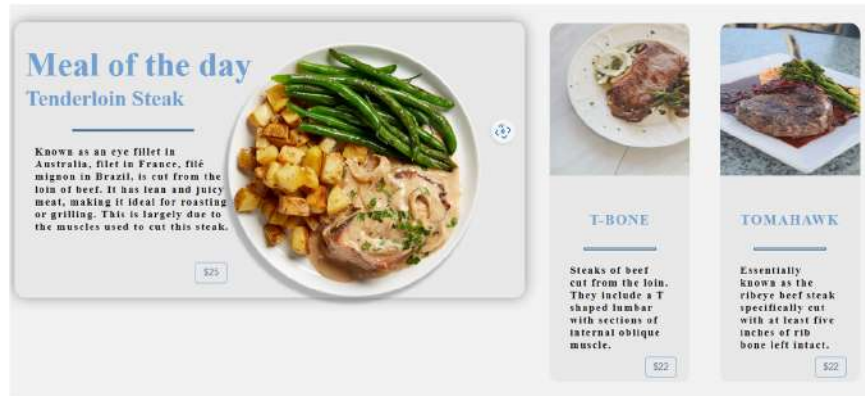 Meal of the day
Tenderloin Steak
Known as an eye fillet in
Australia, filet in France, filé
mignon in Brazil, is cut from the
loin of beef. It has lean and juicy
meat, making it ideal for roasting
or grilling. This is largely due to
the muscles used to cut this steak.
$25
T-BONE
Steaks of beef
cut from the loin.
They include a T
shaped lumbar
with sections of
internal oblique
muscle.
$22
TOMAHAWK
Essentially
known as the
ribeye beef steak
specifically cut
with at least five
inches of rib
bone left intact.
$22